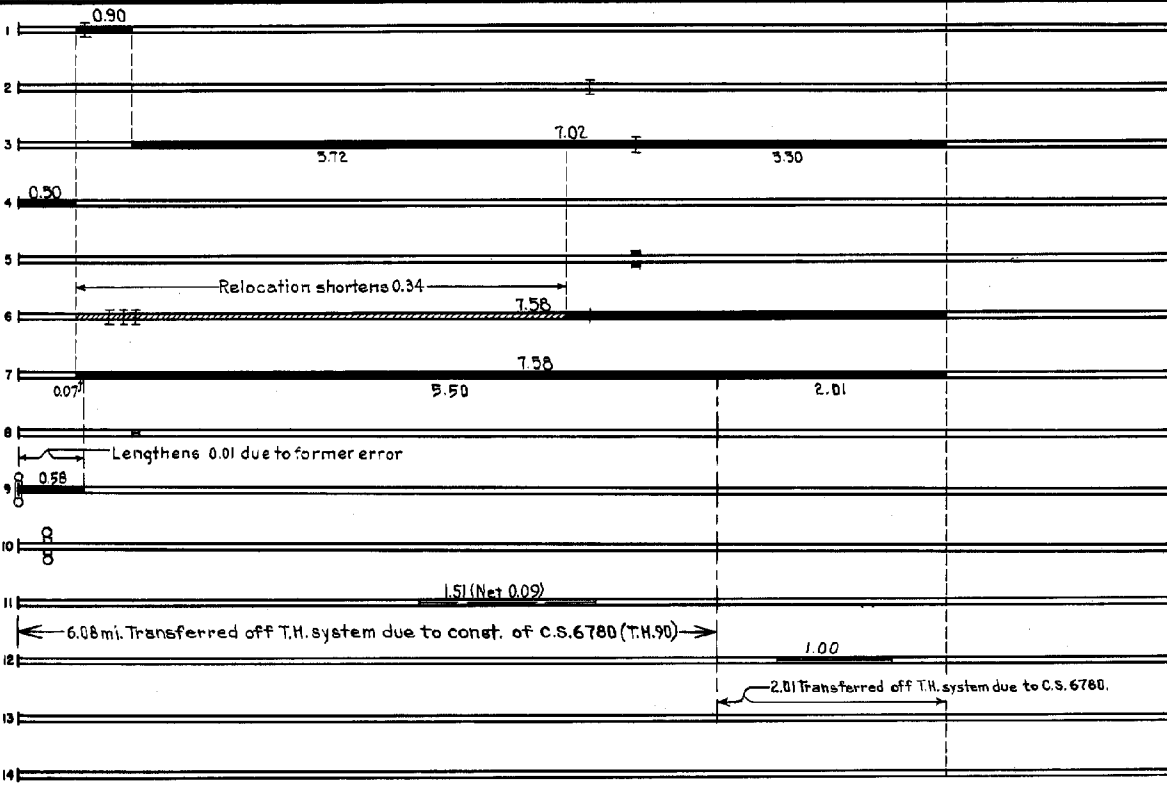 1 0.90
2
3 7.02
3.72 3.30
4 0.50
5
Relocation shortens 0.34
6 7.58
7 7.58
0.07 5.50 2.01
8
Lengthens 0.01 due to former error
9 0.58
10
11 1.51 (Net 0.09)
6.08 mi. Transferred off T.H. system due to const. of C.S. 6780 (T.H. 90)
12 1.00
2.01 Transferred off T.H. system due to C.S. 6780.
13
14